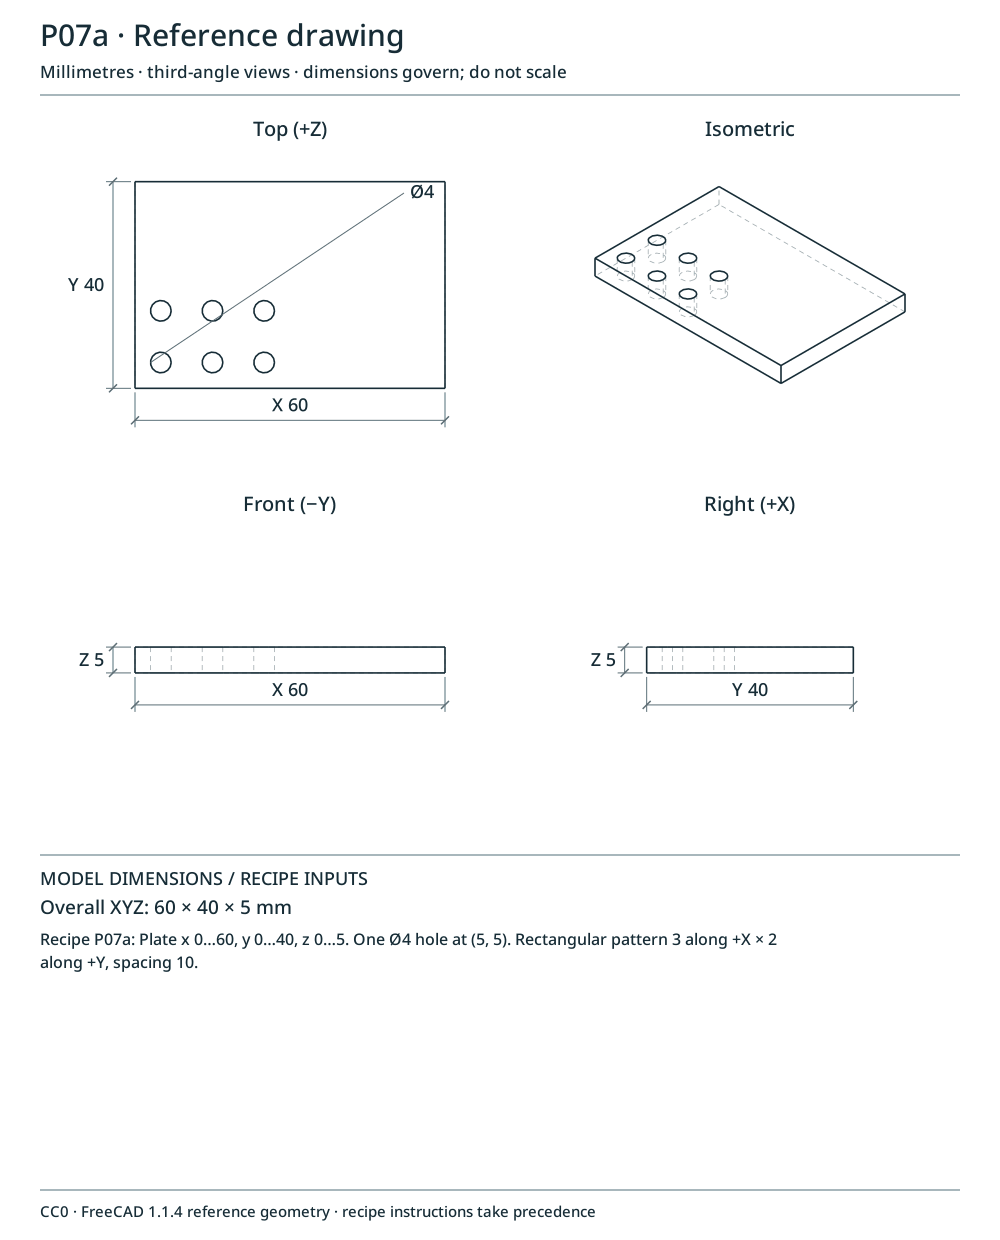 P07a · Reference drawing
Millimetres · third-angle views · dimensions govern; do not scale
Top (+Z)
Isometric
Ø4
Y 40
X 60
Front (−Y)
Right (+X)
Z 5
X 60
Z 5
Y 40
MODEL DIMENSIONS / RECIPE INPUTS
Overall XYZ: 60 × 40 × 5 mm
Recipe P07a: Plate x 0…60, y 0…40, z 0…5. One Ø4 hole at (5, 5). Rectangular pattern 3 along +X × 2
along +Y, spacing 10.
CC0 · FreeCAD 1.1.4 reference geometry · recipe instructions take precedence